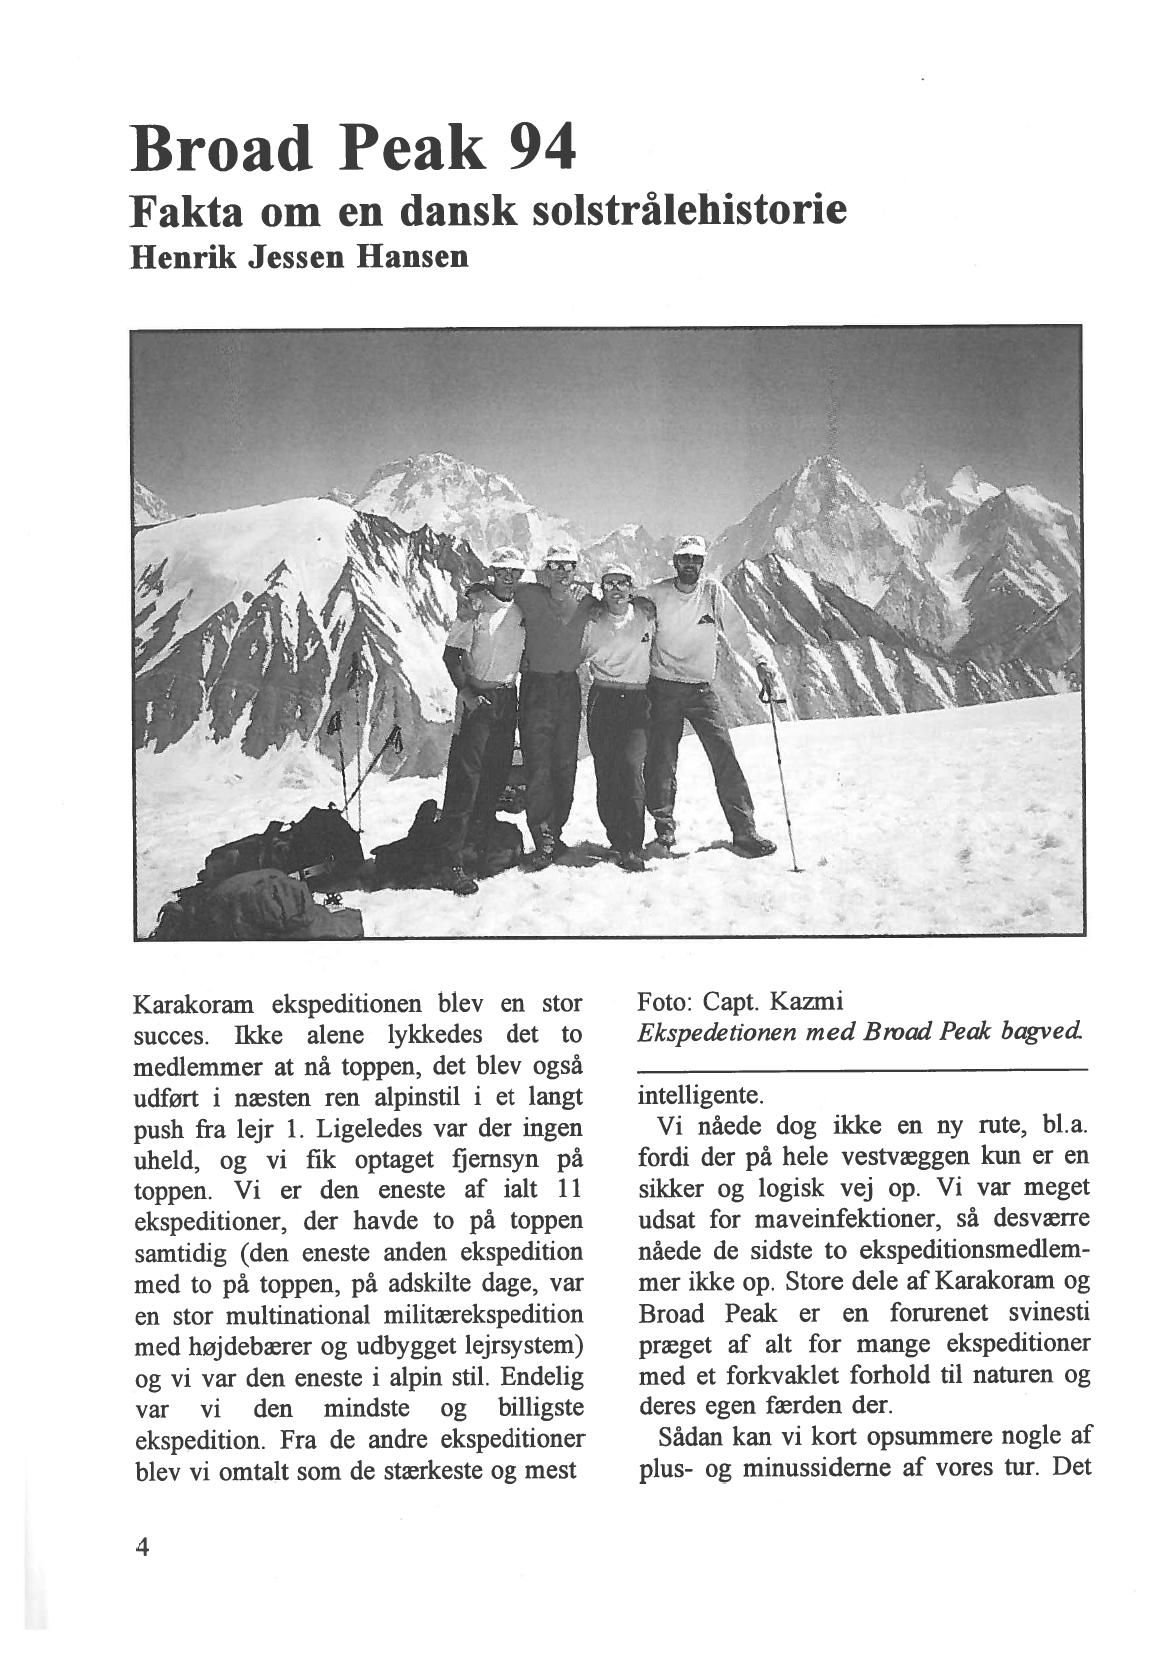 Broad Peak 94
Fakta om en dansk solstrålehistorie
Henrik Jessen Hansen
Karakoram ekspeditionen blev en stor
succes. Ikke alene lykkedes det to
medlemmer at nå toppen, det blev også
udført i næsten ren alpinstil i et langt
push fra lejr 1. Ligeledes var der ingen
uheld, og vi fik optaget fjernsyn på
toppen. Vi er den eneste af ialt 11
ekspeditioner, der havde to på toppen
samtidig (den eneste anden ekspedition
med to på toppen, på adskilte dage, var
en stor multinational militærekspedition
med højdebærer og udbygget lejrsystem)
og vi var den eneste i alpin stil. Endelig
var vi den mindste og billigste
ekspedition. Fra de andre ekspeditioner
blev vi omtalt som de stærkeste og mest
Foto: Capt. Kazmi
Ekspedetionen med Broad Peak bagved.
intelligente.
Vi nåede dog ikke en ny rute, bl.a.
fordi der på hele vestvæggen kun er en
sikker og logisk vej op. Vi var meget
udsat for maveinfektioner, så desværre
nåede de sidste to ekspeditionsmedlem-
mer ikke op. Store dele af Karakoram og
Broad Peak er en forurenet svinesti
præget af alt for mange ekspeditioner
med et forkvaklet forhold til naturen og
deres egen færden der.
Sådan kan vi kort opsummere nogle af
plus- og minussiderne af vores tur. Det
4